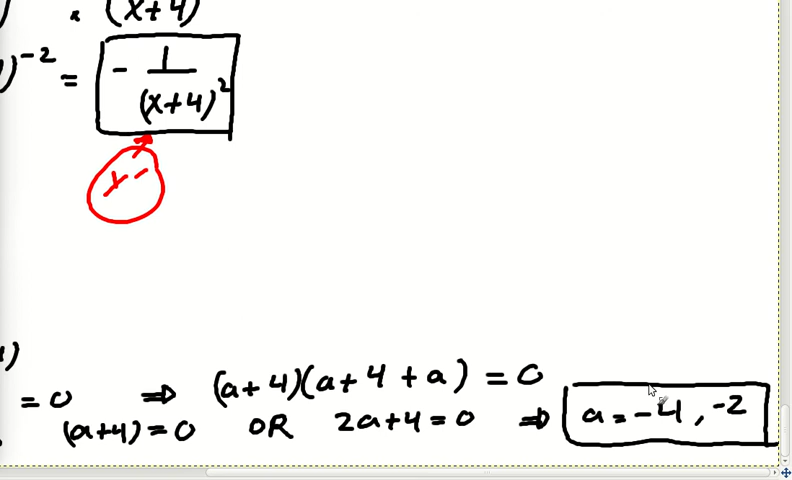 ) . (x+4)
)^-2 = - 1/(x+4)^2
+ -
)
= 0 ⇒ (a+4)(a+4+a) = 0
(a+4) = 0 OR 2a+4 = 0 ⇒ a = -4, -2